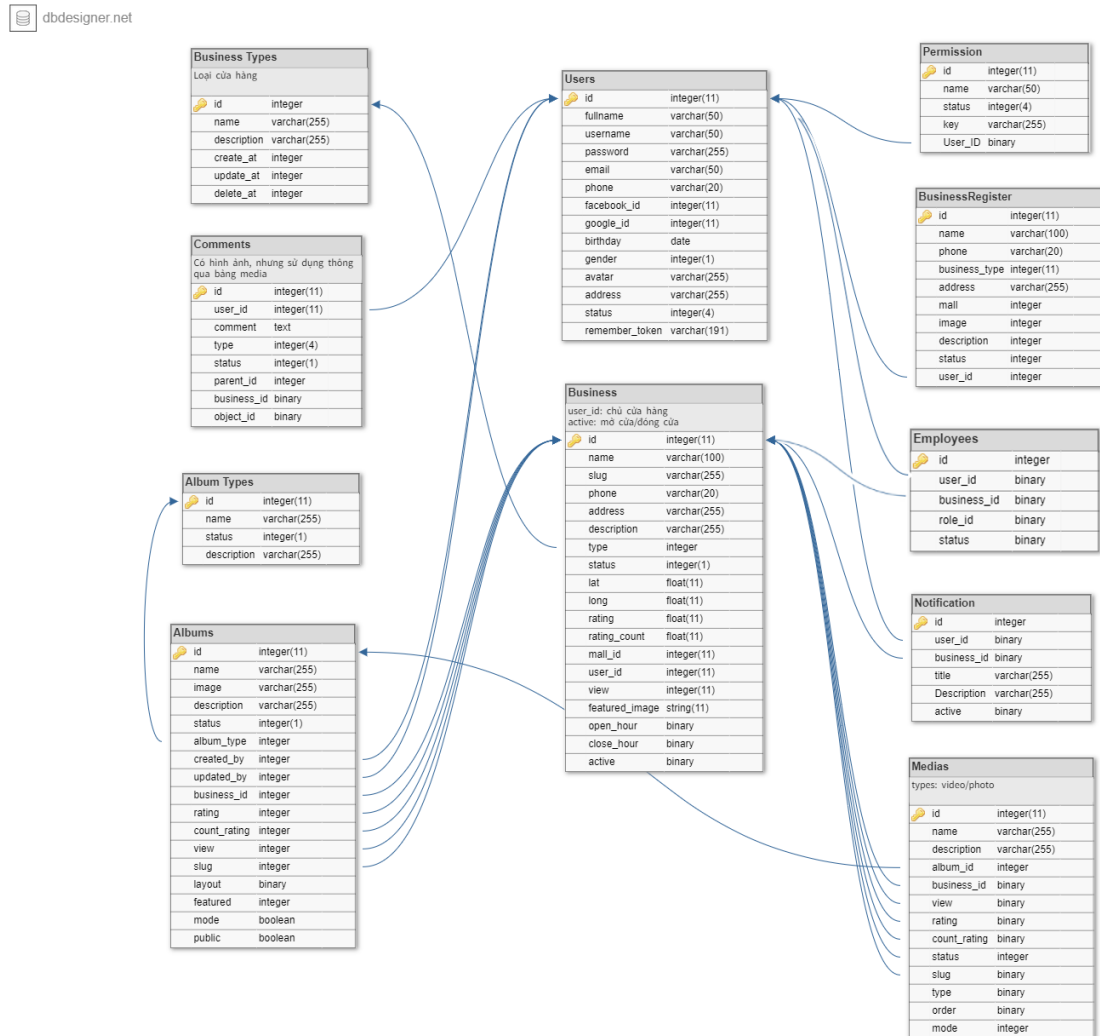 dbdesigner.net
Business Types
Loại cửa hàng
id integer
name varchar(255)
description varchar(255)
create_at integer
update_at integer
delete_at integer
Comments
Có hình ảnh, nhưng sử dụng thông
qua bảng media
id integer(11)
user_id integer(11)
comment text
type integer(4)
status integer(1)
parent_id integer
business_id binary
object_id binary
Album Types
id integer(11)
name varchar(255)
status integer(1)
description varchar(255)
Albums
id integer(11)
name varchar(255)
image varchar(255)
description varchar(255)
status integer(1)
album_type integer
created_by integer
updated_by integer
business_id integer
rating integer
count_rating integer
view integer
slug integer
layout binary
featured integer
mode boolean
public boolean
Users
id integer(11)
fullname varchar(50)
username varchar(50)
password varchar(255)
email varchar(50)
phone varchar(20)
facebook_id integer(11)
google_id integer(11)
birthday date
gender integer(1)
avatar varchar(255)
address varchar(255)
status integer(4)
remember_token varchar(191)
Business
user_id: chủ cửa hàng
active: mở cửa/đóng cửa
id integer(11)
name varchar(100)
slug varchar(255)
phone varchar(20)
address varchar(255)
description varchar(255)
type integer
status integer(1)
lat float(11)
long float(11)
rating float(11)
rating_count float(11)
mall_id integer(11)
user_id integer(11)
view integer(11)
featured_image string(11)
open_hour binary
close_hour binary
active binary
Permission
id integer(11)
name varchar(50)
status integer(4)
key varchar(255)
User_ID binary
BusinessRegister
id integer(11)
name varchar(100)
phone varchar(20)
business_type integer(11)
address varchar(255)
mall integer
image integer
description integer
status integer
user_id integer
Employees
id integer
user_id binary
business_id binary
role_id binary
status binary
Notification
id integer
user_id binary
business_id binary
title varchar(255)
Description varchar(255)
active binary
Medias
types: video/photo
id integer(11)
name varchar(255)
description varchar(255)
album_id integer
business_id binary
view binary
rating binary
count_rating binary
status integer
slug binary
type binary
order binary
mode integer